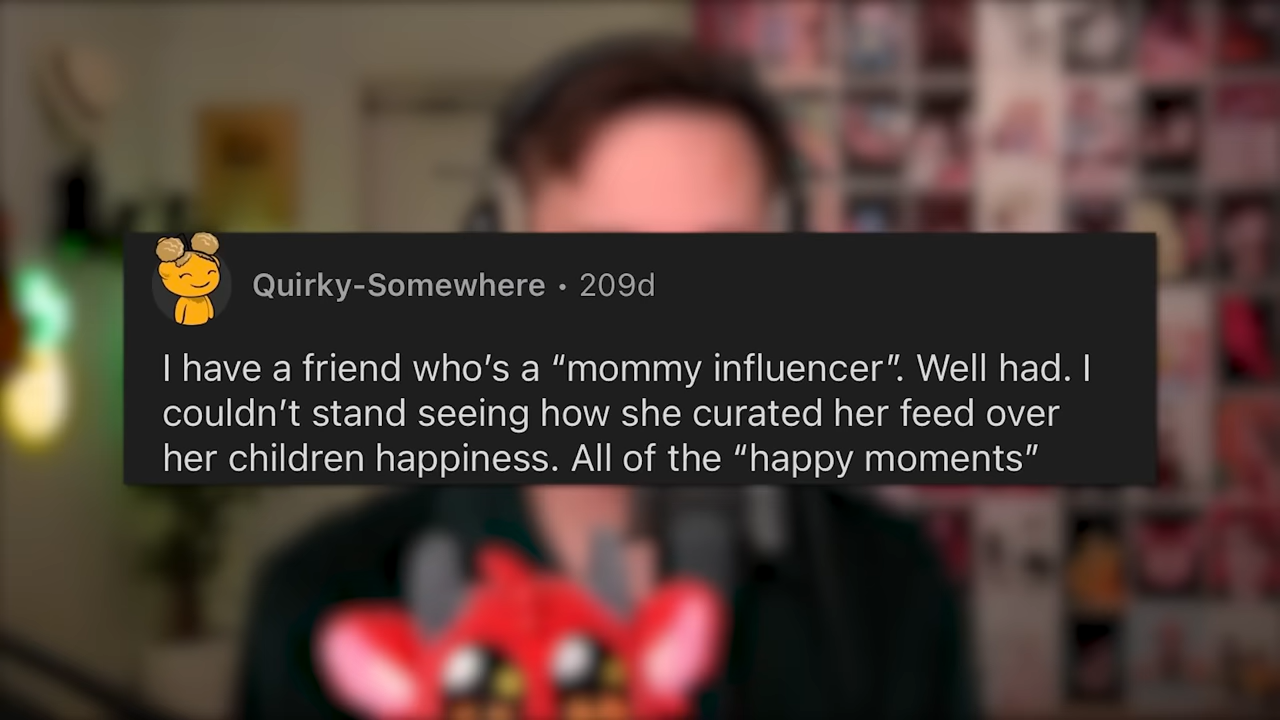 Quirky-Somewhere · 209d
I have a friend who’s a “mommy influencer”. Well had. I
couldn’t stand seeing how she curated her feed over
her children happiness. All of the “happy moments”